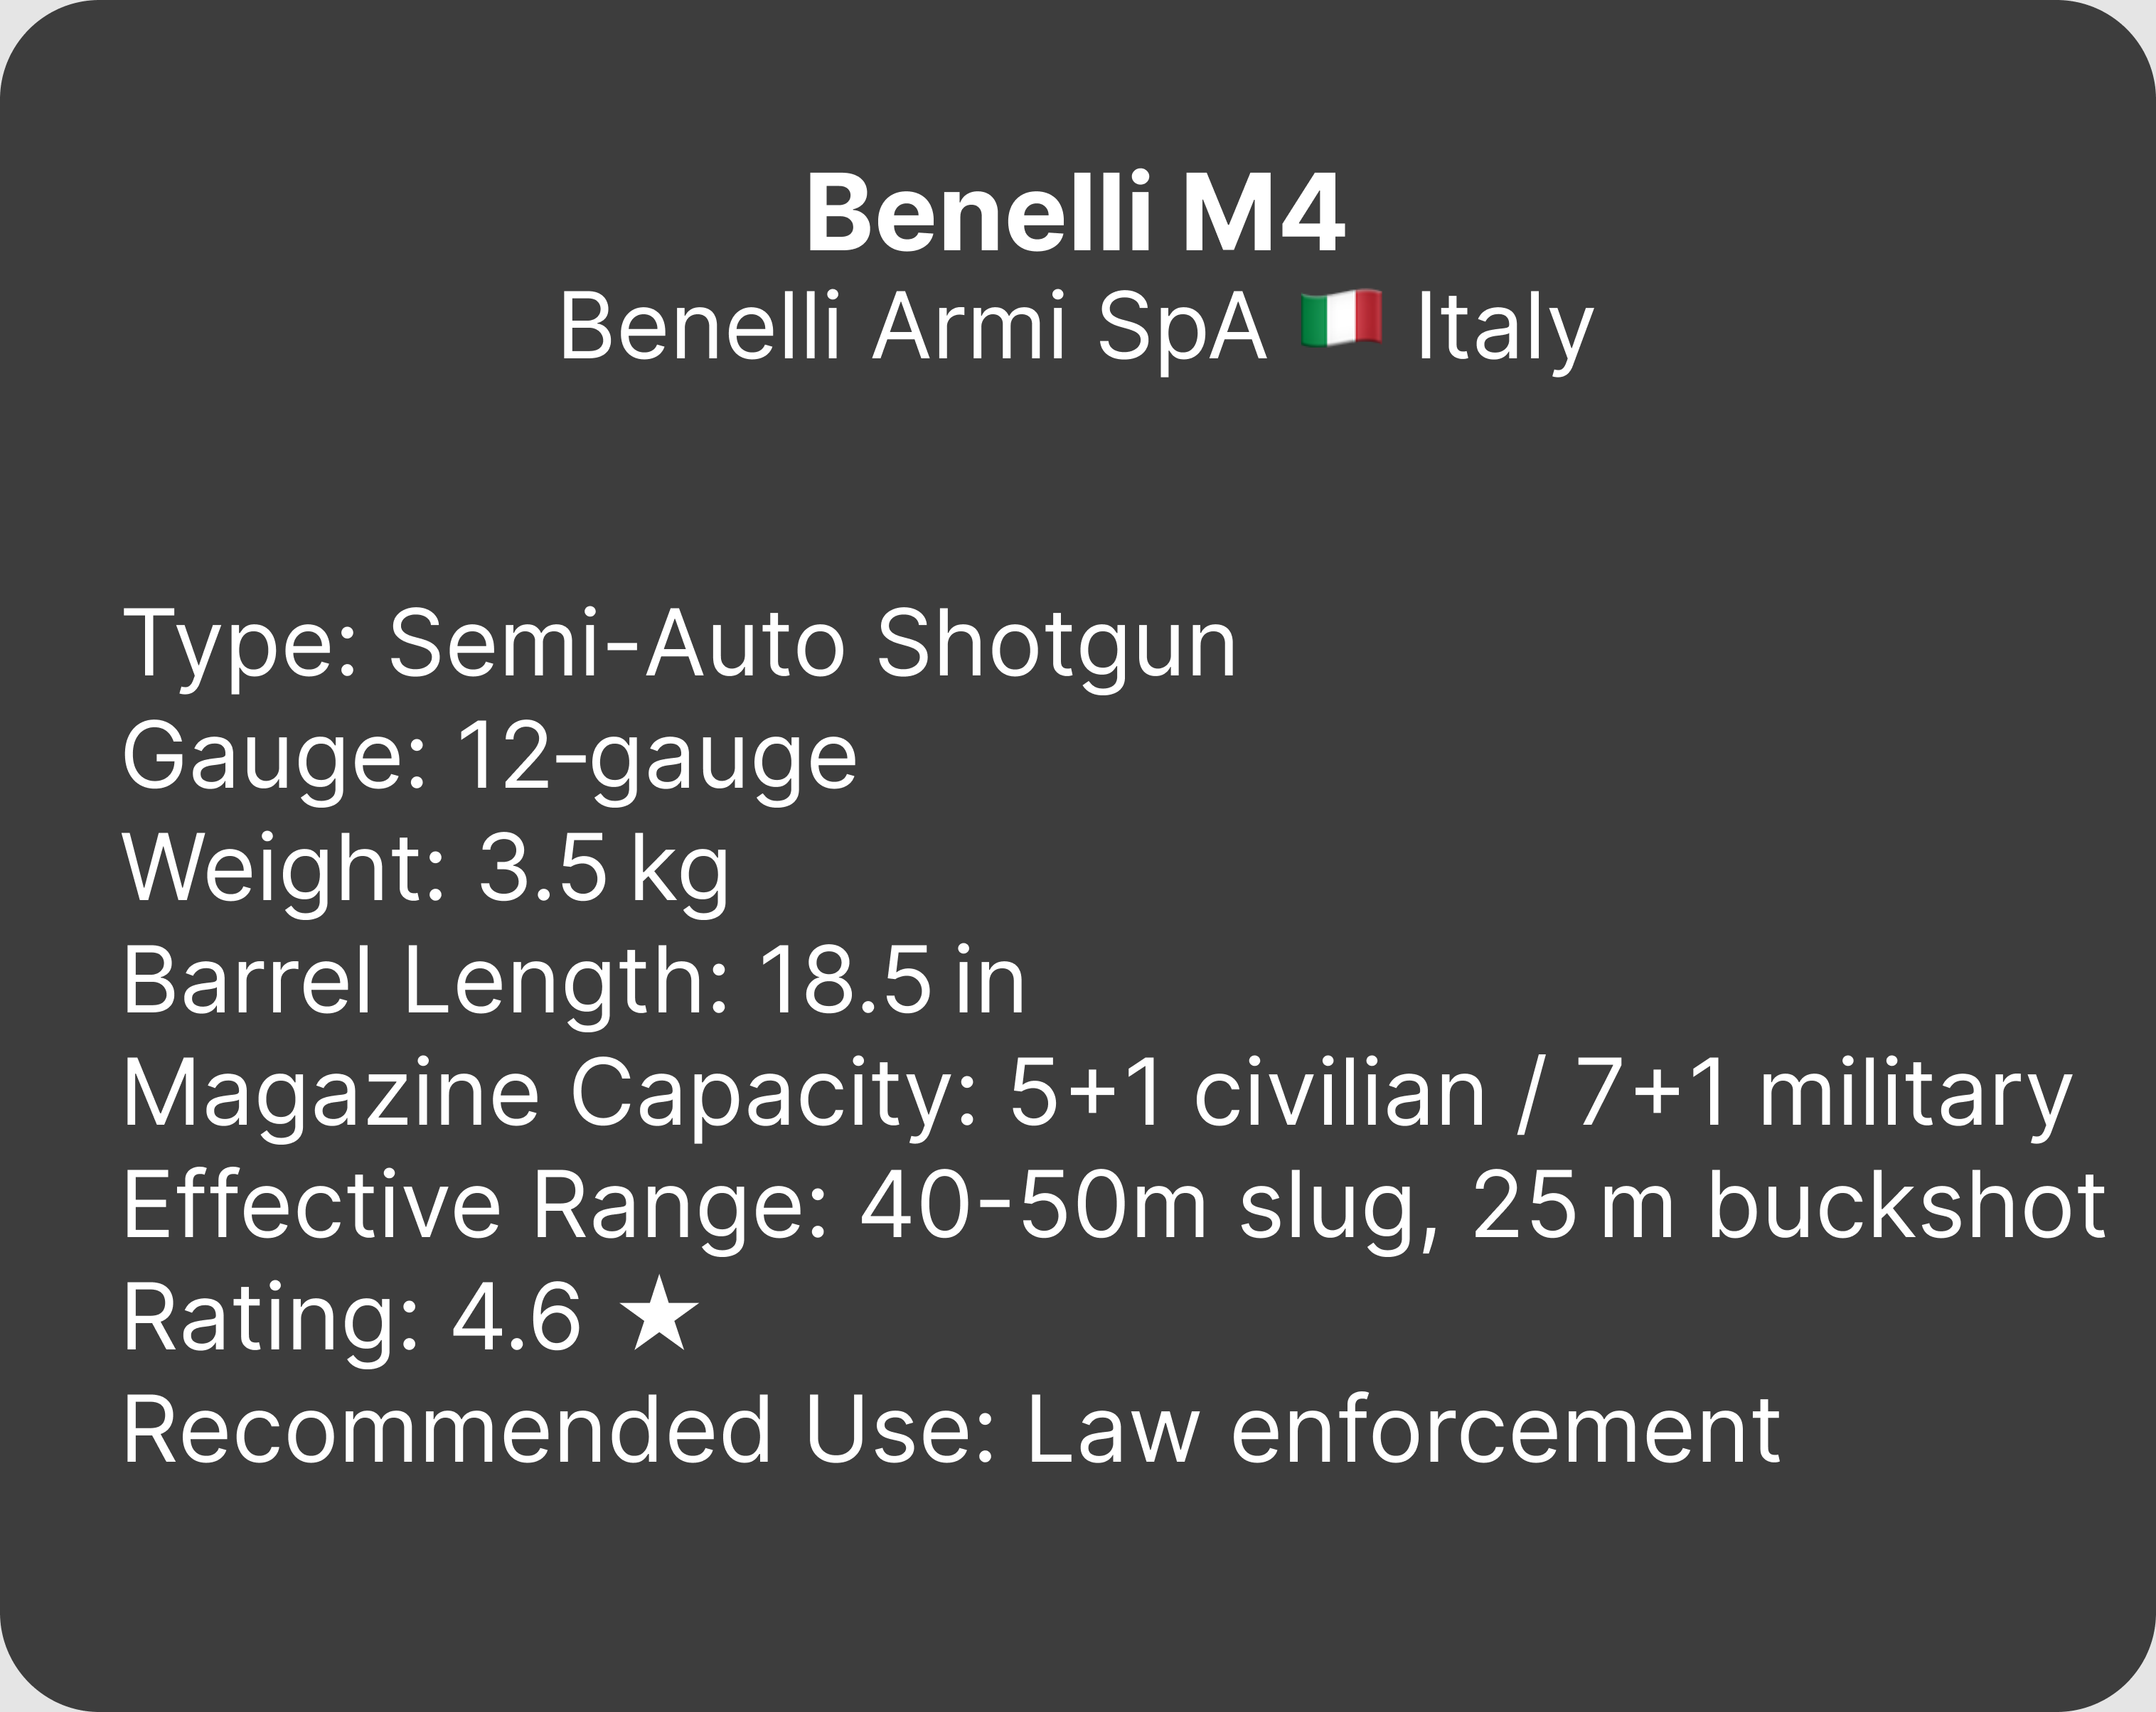 Benelli M4
Benelli Armi SpA 🇮🇹 Italy
Type: Semi-Auto Shotgun
Gauge: 12-gauge
Weight: 3.5 kg
Barrel Length: 18.5 in
Magazine Capacity: 5+1 civilian / 7+1 military
Effective Range: 40–50m slug, 25 m buckshot
Rating: 4.6 ★
Recommended Use: Law enforcement